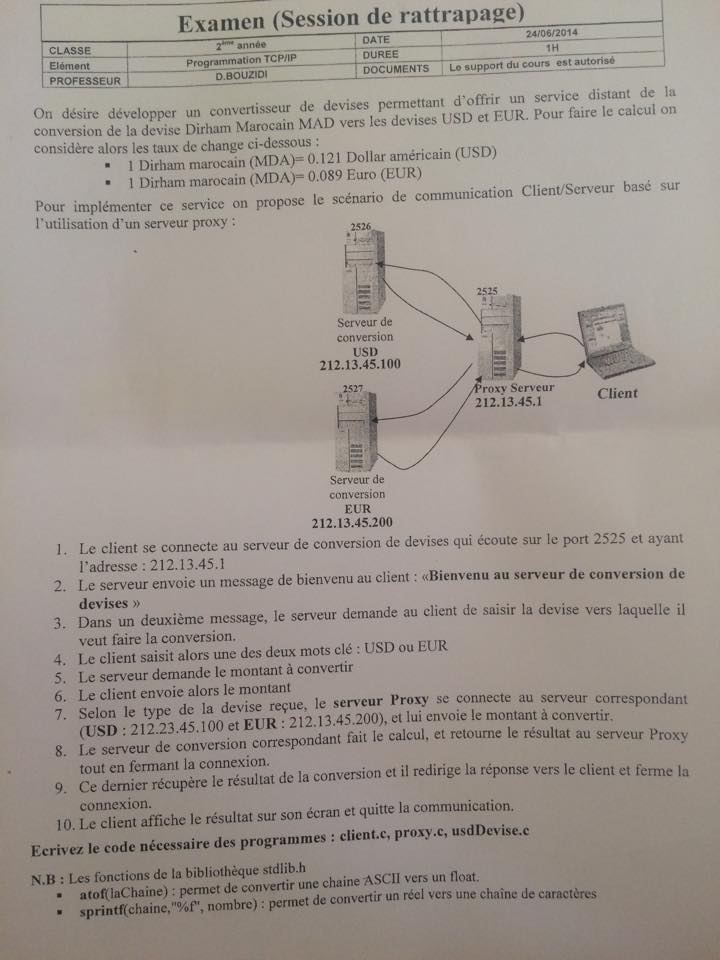 Examen (Session de rattrapage)
CLASSE 2ème année DATE 24/06/2014
Elément Programmation TCP/IP DUREE 1H
PROFESSEUR D.BOUZIDI DOCUMENTS Le support du cours est autorisé
On désire développer un convertisseur de devises permettant d'offrir un service distant de la
conversion de la devise Dirham Marocain MAD vers les devises USD et EUR. Pour faire le calcul on
considère alors les taux de change ci-dessous :
▪ 1 Dirham marocain (MDA)= 0.121 Dollar américain (USD)
▪ 1 Dirham marocain (MDA)= 0.089 Euro (EUR)
Pour implémenter ce service on propose le scénario de communication Client/Serveur basé sur
l'utilisation d'un serveur proxy :
2526
Serveur de
conversion
USD
212.13.45.100
2525
Proxy Serveur
212.13.45.1
Client
2527
Serveur de
conversion
EUR
212.13.45.200
1. Le client se connecte au serveur de conversion de devises qui écoute sur le port 2525 et ayant
l'adresse : 212.13.45.1
2. Le serveur envoie un message de bienvenu au client : «Bienvenu au serveur de conversion de
devises »
3. Dans un deuxième message, le serveur demande au client de saisir la devise vers laquelle il
veut faire la conversion.
4. Le client saisit alors une des deux mots clé : USD ou EUR
5. Le serveur demande le montant à convertir
6. Le client envoie alors le montant
7. Selon le type de la devise reçue, le serveur Proxy se connecte au serveur correspondant
(USD : 212.23.45.100 et EUR : 212.13.45.200), et lui envoie le montant à convertir.
8. Le serveur de conversion correspondant fait le calcul, et retourne le résultat au serveur Proxy
tout en fermant la connexion.
9. Ce dernier récupère le résultat de la conversion et il redirige la réponse vers le client et ferme la
connexion.
10. Le client affiche le résultat sur son écran et quitte la communication.
Ecrivez le code nécessaire des programmes : client.c, proxy.c, usdDevise.c
N.B : Les fonctions de la bibliothèque stdlib.h
▪ atof(laChaine) : permet de convertir une chaine ASCII vers un float.
▪ sprintf(chaine,"%f", nombre) : permet de convertir un réel vers une chaîne de caractères